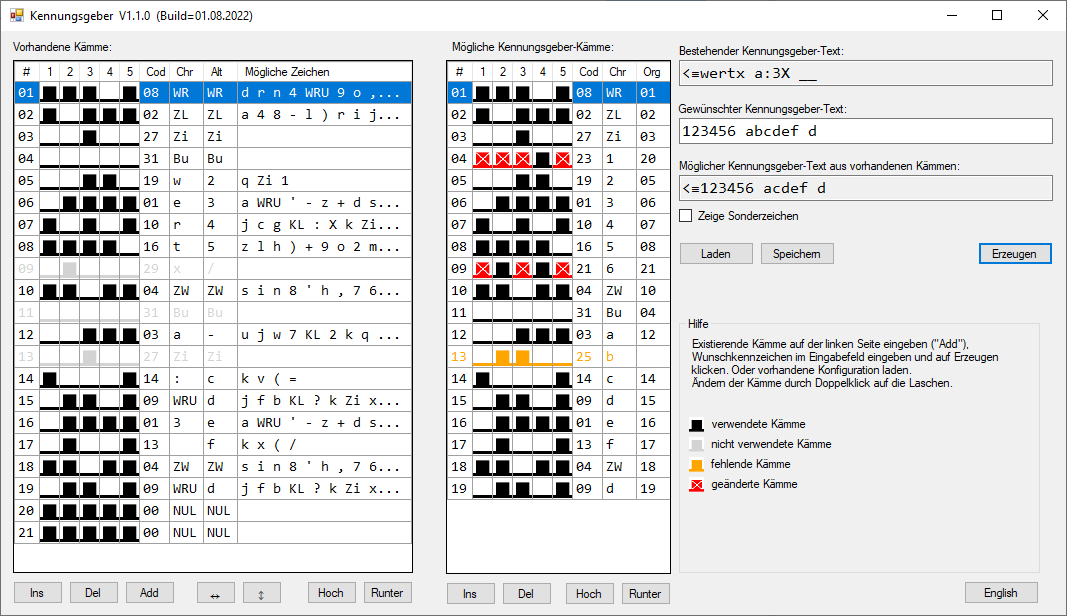 Kennungsgeber V1.1.0 (Build=01.08.2022)
Vorhandene Kämme:
# 1 2 3 4 5 Cod Chr Alt Mögliche Zeichen
01 08 WR WR d r n 4 WRU 9 o , ...
02 02 ZL ZL a 4 8 - l ) r i j...
03 27 Zi Zi
04 31 Bu Bu
05 19 w 2 q Zi 1
06 01 e 3 a WRU ' - z + d s...
07 10 r 4 j c g KL : X k Zi...
08 16 t 5 z l h ) + 9 o 2 m...
09 29 x /
10 04 ZW ZW s i n 8 ' h , 7 6...
11 31 Bu Bu
12 03 a - u j w 7 KL 2 k q ...
13 27 Zi Zi
14 14 : c k v ( =
15 09 WRU d j f b KL ? k Zi x...
16 01 3 e a WRU ' - z + d s...
17 13 f k x ( /
18 04 ZW ZW s i n 8 ' h , 7 6...
19 09 WRU d j f b KL ? k Zi x...
20 00 NUL NUL
21 00 NUL NUL
Ins Del Add ↔ ↕ Hoch Runter
Mögliche Kennungsgeber-Kämme:
# 1 2 3 4 5 Cod Chr Org
01 08 WR 01
02 02 ZL 02
03 27 Zi 03
04 23 1 20
05 19 2 05
06 01 3 06
07 10 4 07
08 16 5 08
09 21 6 21
10 04 ZW 10
11 31 Bu 04
12 03 a 12
13 25 b
14 14 c 14
15 09 d 15
16 01 e 16
17 13 f 17
18 04 ZW 18
19 09 d 19
Ins Del Hoch Runter
Bestehender Kennungsgeber-Text:
<≡wertx a:3X __
Gewünschter Kennungsgeber-Text:
123456 abcdef d
Möglicher Kennungsgeber-Text aus vorhandenen Kämmen:
<≡123456 acdef d
Zeige Sonderzeichen
Laden Speichern Erzeugen
Hilfe
Existierende Kämme auf der linken Seite eingeben ("Add"),
Wunschkennzeichen im Eingabefeld eingeben und auf Erzeugen
klicken. Oder vorhandene Konfiguration laden.
Ändern der Kämme durch Doppelklick auf die Laschen.
verwendete Kämme
nicht verwendete Kämme
fehlende Kämme
geänderte Kämme
English